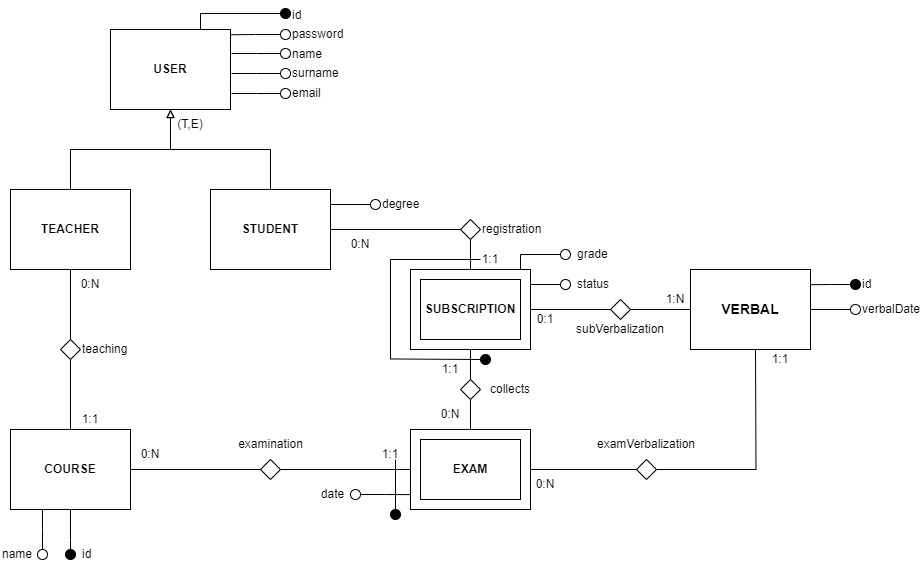 id
password
USER
name
surname
email
(T,E)
TEACHER
STUDENT
degree
registration
0:N
1:1
grade
status
0:N
SUBSCRIPTION
0:1
1:N
subVerbalization
VERBAL
id
verbalDate
teaching
1:1
1:1
collects
0:N
1:1
COURSE
0:N
examination
1:1
EXAM
date
0:N
examVerbalization
name
id